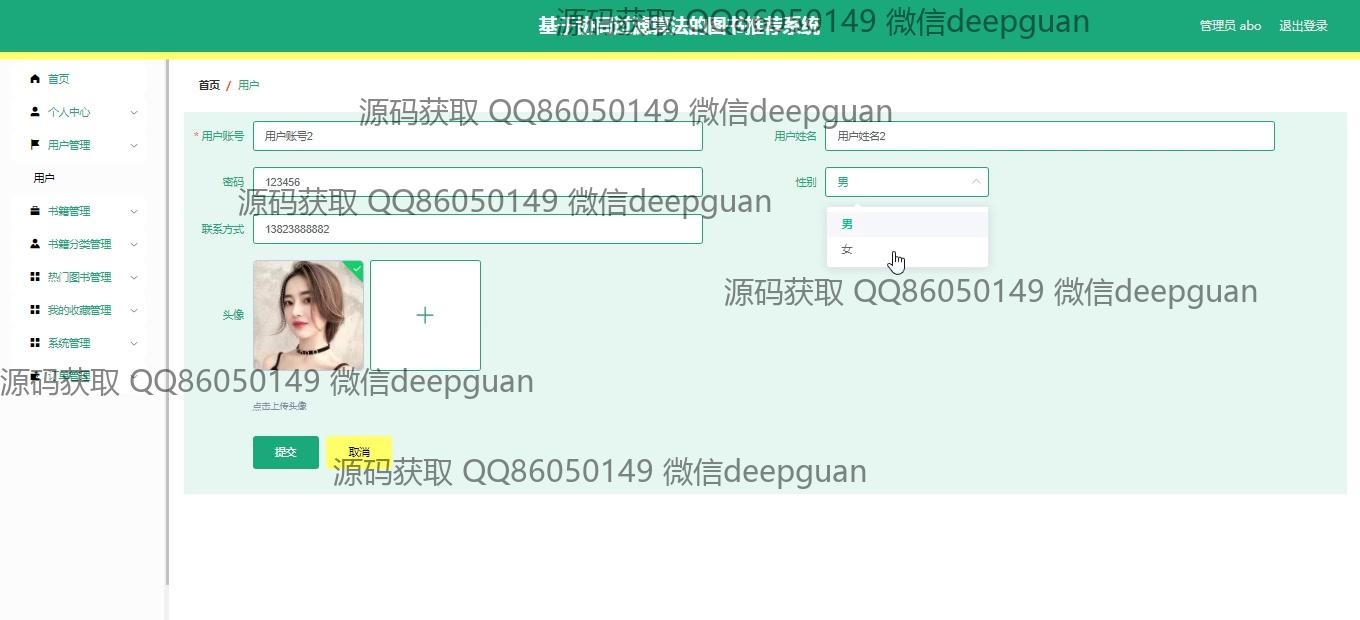 基于协同过滤算法的图书推荐系统
源码获取 QQ86050149 微信deepguan
管理员 abo 退出登录
首页
个人中心
用户管理
用户
书籍管理
书籍分类管理
热门图书管理
我的收藏管理
系统管理
订单管理
首页 / 用户
源码获取 QQ86050149 微信deepguan
* 用户账号 用户账号2
用户姓名 用户姓名2
密码 123456
性别 男
源码获取 QQ86050149 微信deepguan
联系方式 13823888882
男
女
源码获取 QQ86050149 微信deepguan
头像
源码获取 QQ86050149 微信deepguan
点击上传头像
提交 取消
源码获取 QQ86050149 微信deepguan